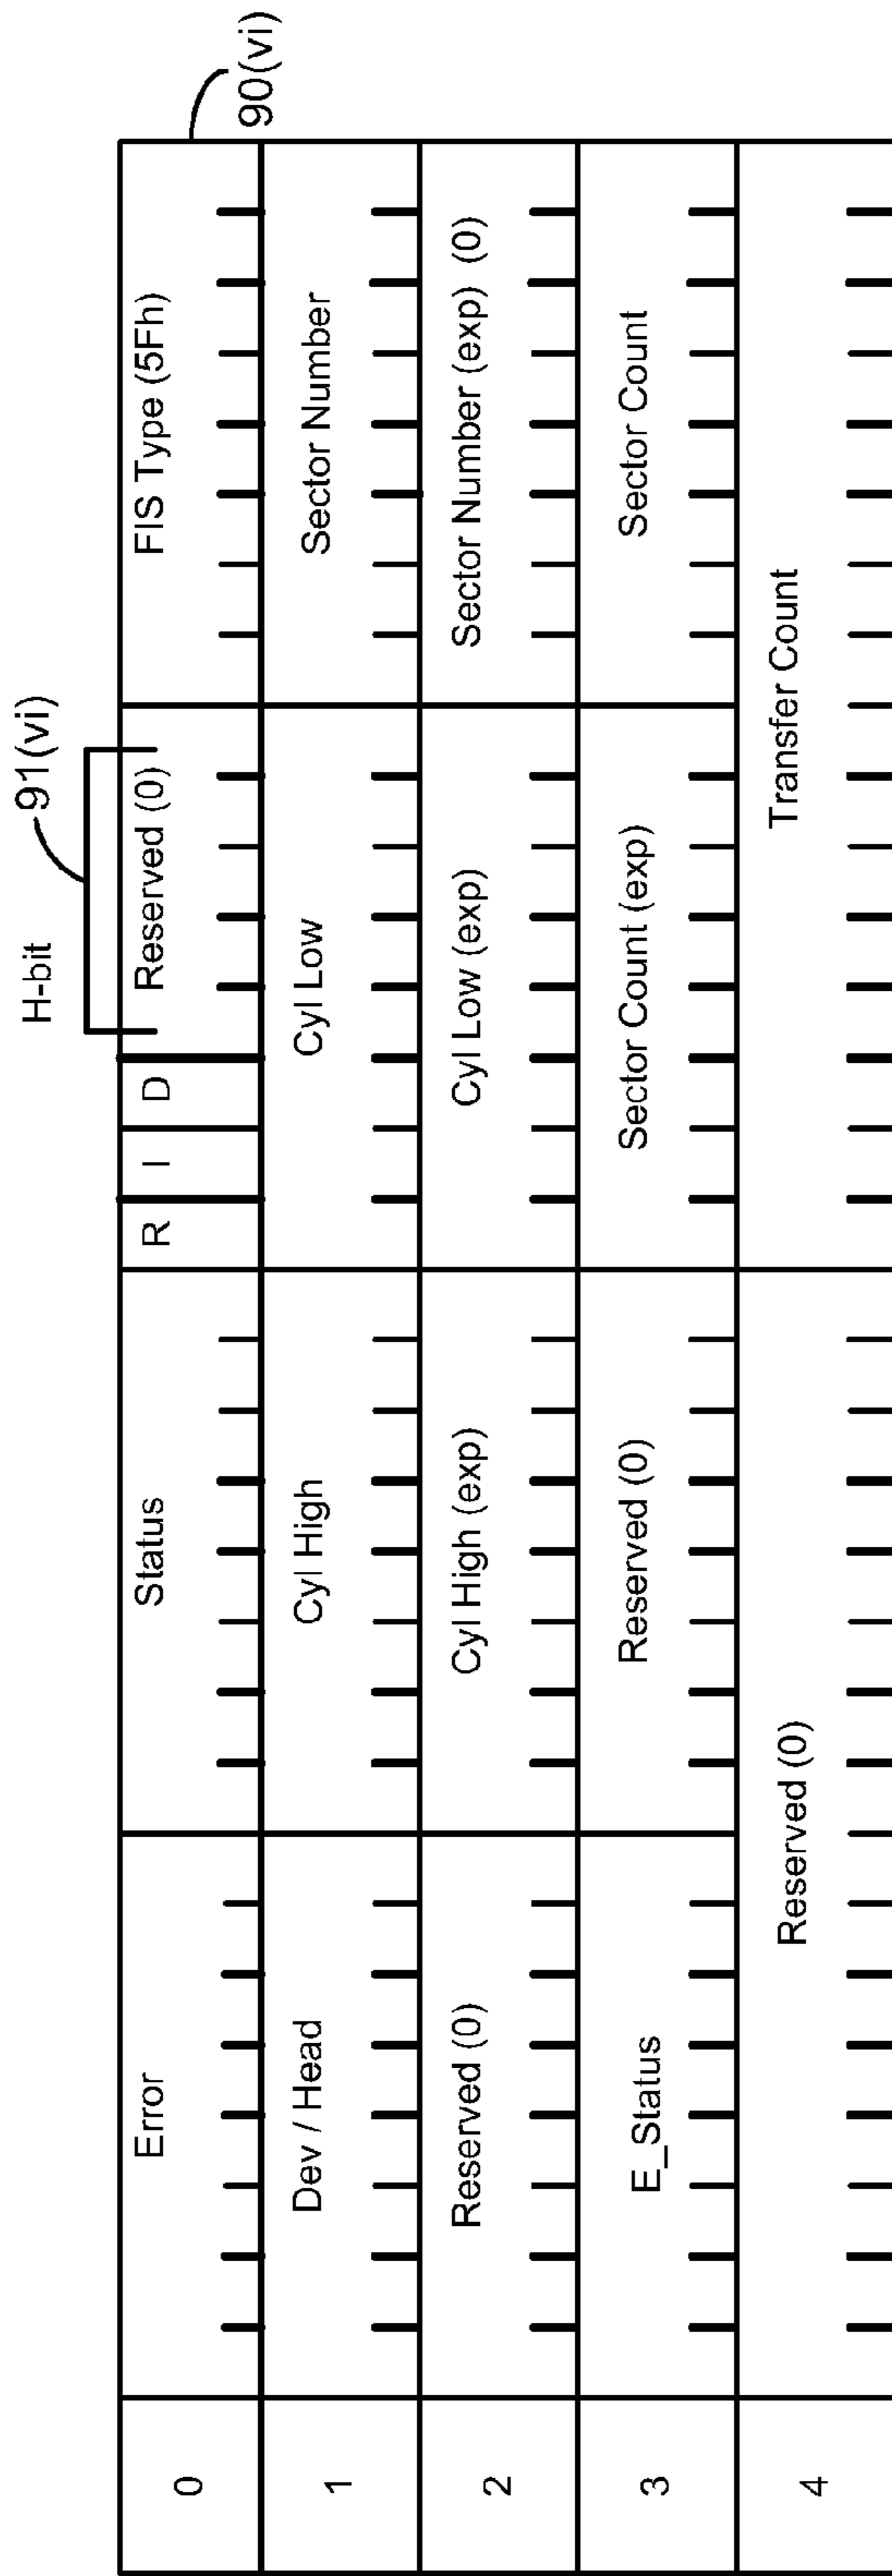 H-bit
91(vi)
90(vi)
0
Error
Status
R
I
D
Reserved (0)
FIS Type (5Fh)
1
Dev / Head
Cyl High
Cyl Low
Sector Number
2
Reserved (0)
Cyl High (exp)
Cyl Low (exp)
Sector Number (exp) (0)
3
E_Status
Reserved (0)
Sector Count (exp)
Sector Count
4
Reserved (0)
Transfer Count